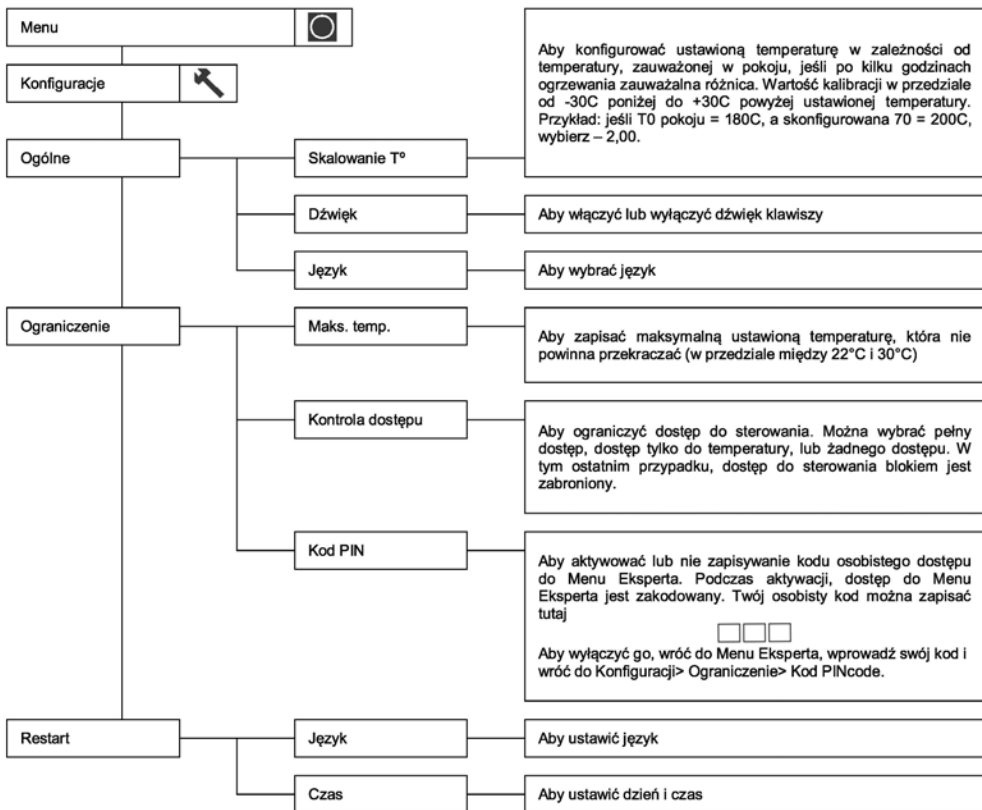 Menu
Konfiguracje
Aby konfigurować ustawioną temperaturę w zależności od
temperatury, zauważonej w pokoju, jeśli po kilku godzinach
ogrzewania zauważalna różnica. Wartość kalibracji w przedziale
od -30C poniżej do +30C powyżej ustawionej temperatury.
Przykład: jeśli T0 pokoju = 180C, a skonfigurowana 70 = 200C,
wybierz – 2,00.
Ogólne
Skalowanie Tº
Dźwięk
Aby włączyć lub wyłączyć dźwięk klawiszy
Język
Aby wybrać język
Ograniczenie
Maks. temp.
Aby zapisać maksymalną ustawioną temperaturę, która nie
powinna przekraczać (w przedziale między 22°C i 30°C)
Kontrola dostępu
Aby ograniczyć dostęp do sterowania. Można wybrać pełny
dostęp, dostęp tylko do temperatury, lub żadnego dostępu. W
tym ostatnim przypadku, dostęp do sterowania blokiem jest
zabroniony.
Kod PIN
Aby aktywować lub nie zapisywanie kodu osobistego dostępu
do Menu Eksperta. Podczas aktywacji, dostęp do Menu
Eksperta jest zakodowany. Twój osobisty kod można zapisać
tutaj
Aby wyłączyć go, wróć do Menu Eksperta, wprowadź swój kod i
wróć do Konfiguracji> Ograniczenie> Kod PINcode.
Restart
Język
Aby ustawić język
Czas
Aby ustawić dzień i czas